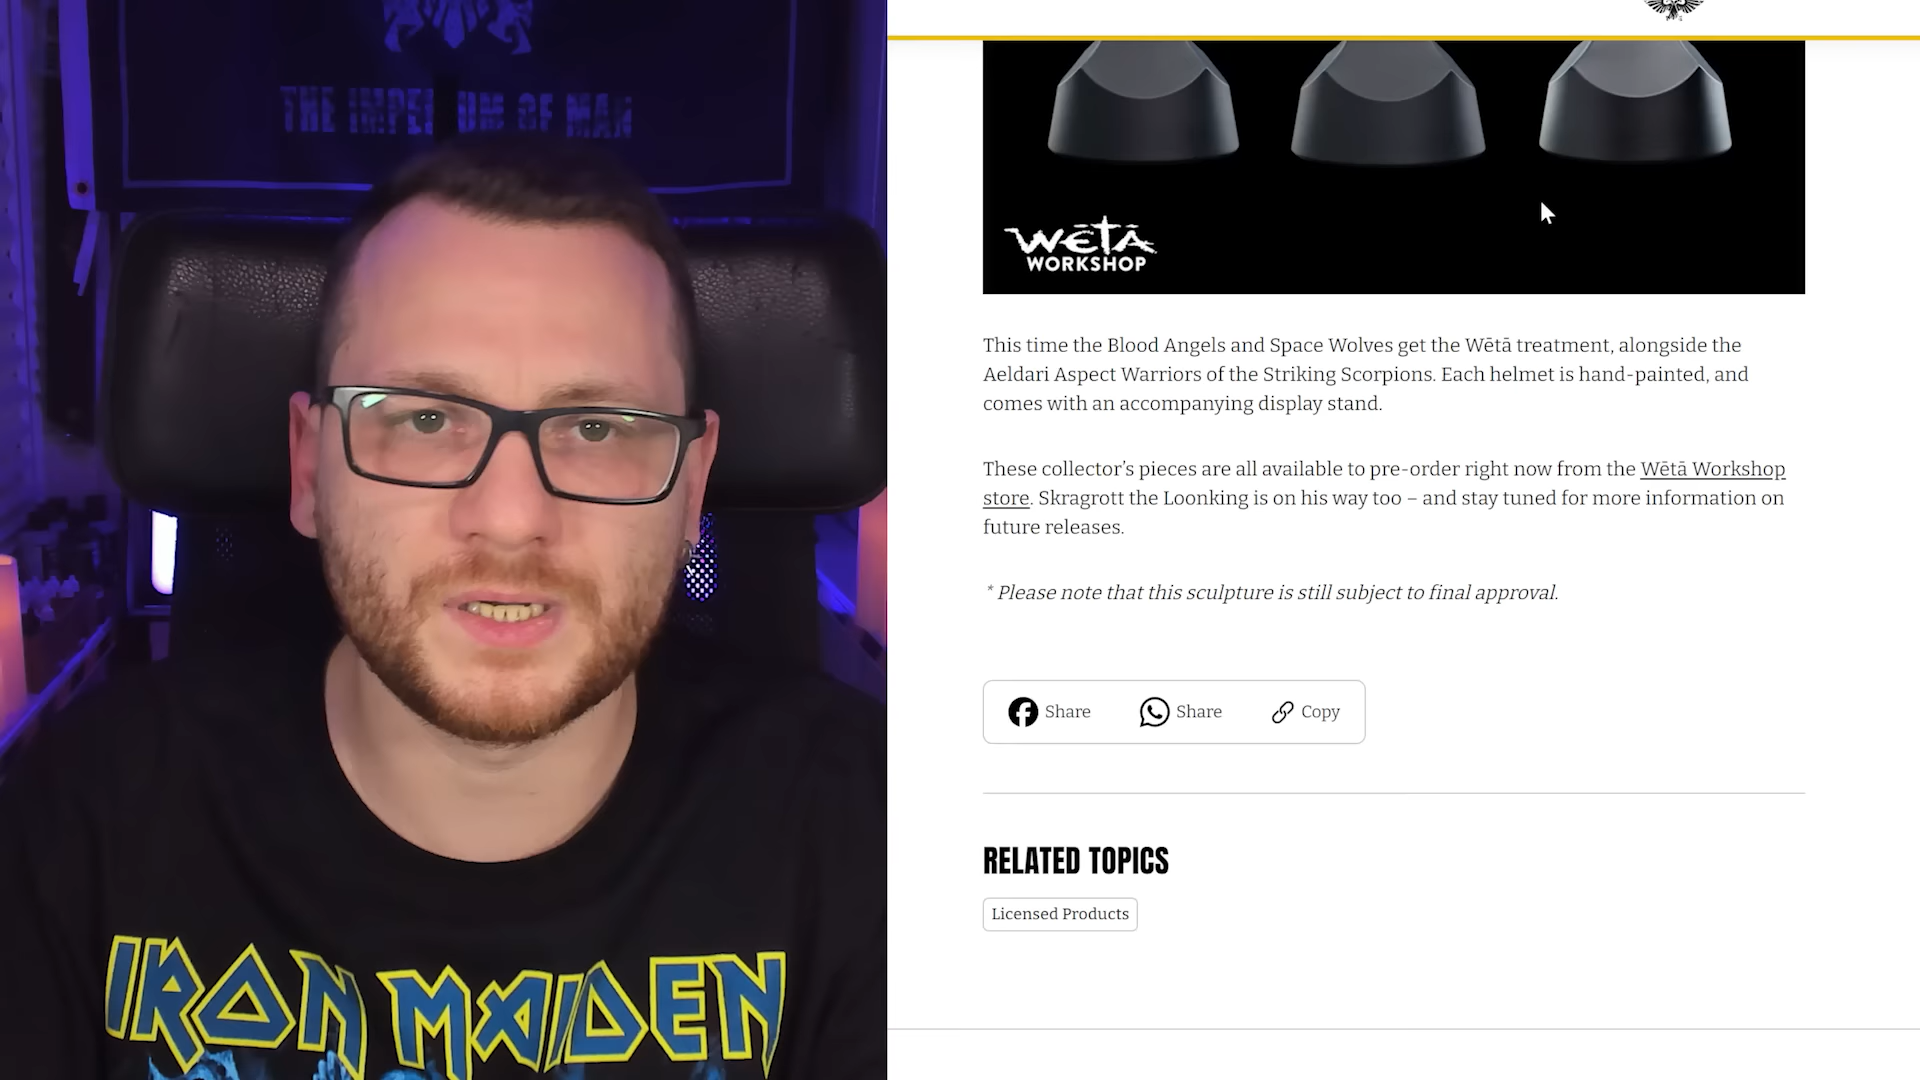 THE IMPERIUM OF MAN
IRON MAIDEN
WĒTĀ
WORKSHOP
This time the Blood Angels and Space Wolves get the Wētā treatment, alongside the
Aeldari Aspect Warriors of the Striking Scorpions. Each helmet is hand-painted, and
comes with an accompanying display stand.
These collector’s pieces are all available to pre-order right now from the Wētā Workshop
store. Skragrott the Loonking is on his way too – and stay tuned for more information on
future releases.
* Please note that this sculpture is still subject to final approval.
Share
Share
Copy
RELATED TOPICS
Licensed Products